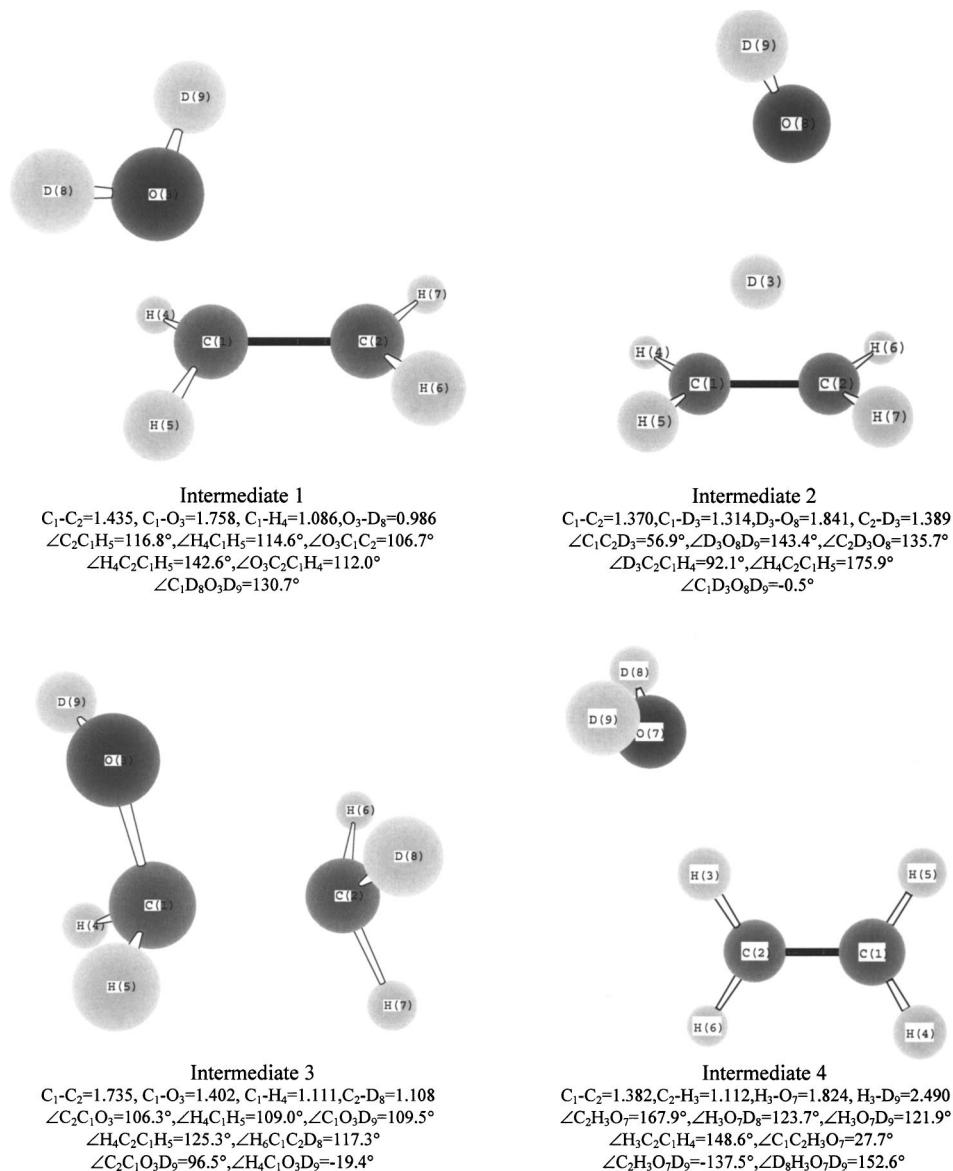 D(9)
D(8)
O(3)
H(4)
H(7)
C(1)
C(2)
H(6)
H(5)
Intermediate 1
C₁-C₂=1.435, C₁-O₃=1.758, C₁-H₄=1.086,O₃-D₈=0.986
∠C₂C₁H₅=116.8°,∠H₄C₁H₅=114.6°,∠O₃C₁C₂=106.7°
∠H₄C₂C₁H₅=142.6°,∠O₃C₂C₁H₄=112.0°
∠C₁D₈O₃D₉=130.7°
D(9)
O(8)
D(3)
H(4)
H(6)
C(1)
C(2)
H(5)
H(7)
Intermediate 2
C₁-C₂=1.370,C₁-D₃=1.314,D₃-O₈=1.841, C₂-D₃=1.389
∠C₁C₂D₃=56.9°,∠D₃O₈D₉=143.4°,∠C₂D₃O₈=135.7°
∠D₃C₂C₁H₄=92.1°,∠H₄C₂C₁H₅=175.9°
∠C₁D₃O₈D₉=-0.5°
D(9)
O(3)
H(6)
D(8)
C(2)
C(1)
H(4)
H(5)
H(7)
Intermediate 3
C₁-C₂=1.735, C₁-O₃=1.402, C₁-H₄=1.111,C₂-D₈=1.108
∠C₂C₁O₃=106.3°,∠H₄C₁H₅=109.0°,∠C₁O₃D₉=109.5°
∠H₄C₂C₁H₅=125.3°,∠H₆C₁C₂D₈=117.3°
∠C₂C₁O₃D₉=96.5°,∠H₄C₁O₃D₉=-19.4°
D(8)
D(9)
O(7)
H(3)
H(5)
C(2)
C(1)
H(6)
H(4)
Intermediate 4
C₁-C₂=1.382,C₂-H₃=1.112,H₃-O₇=1.824, H₃-D₉=2.490
∠C₂H₃O₇=167.9°,∠H₃O₇D₈=123.7°,∠H₃O₇D₉=121.9°
∠H₃C₂C₁H₄=148.6°,∠C₁C₂H₃O₇=27.7°
∠C₂H₃O₇D₉=-137.5°,∠D₈H₃O₇D₉=152.6°